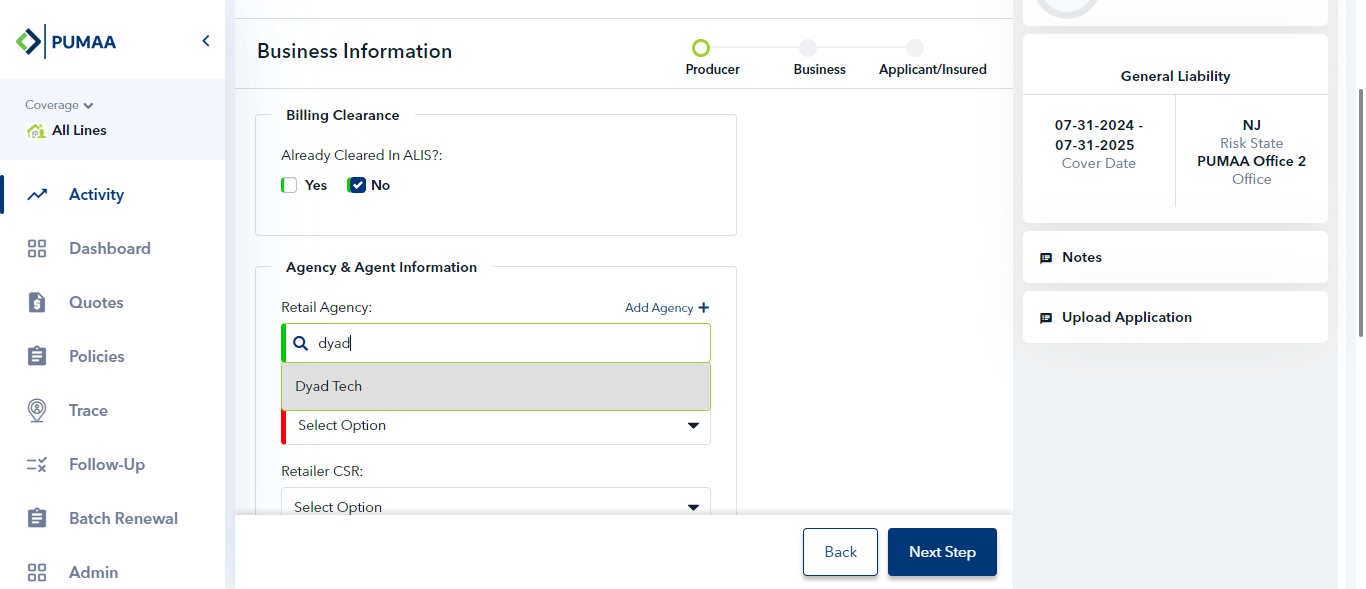 PUMAA
Coverage
All Lines
Activity
Dashboard
Quotes
Policies
Trace
Follow-Up
Batch Renewal
Admin
Business Information
Producer
Business
Applicant/Insured
Billing Clearance
Already Cleared In ALIS?:
Yes
No
Agency & Agent Information
Retail Agency:
Add Agency +
dyad
Dyad Tech
Select Option
Retailer CSR:
Select Option
Back
Next Step
General Liability
07-31-2024 -
07-31-2025
Cover Date
NJ
Risk State
PUMAA Office 2
Office
Notes
Upload Application